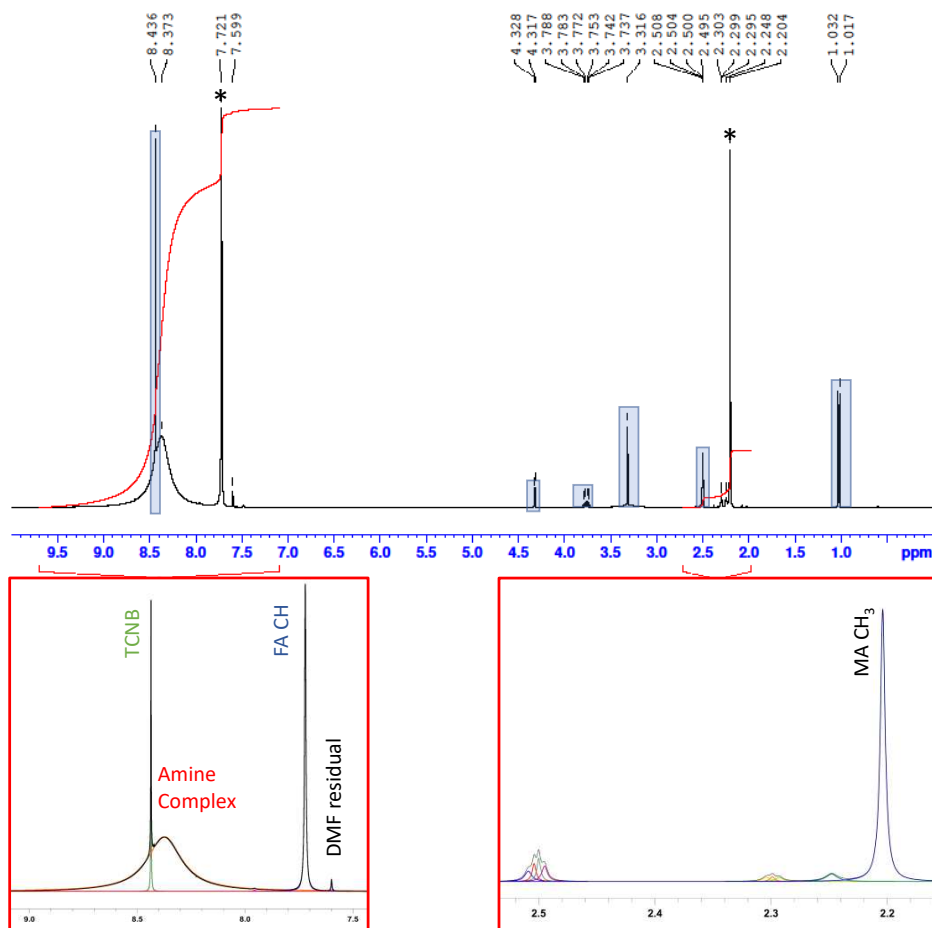 8.436
8.373
7.721
7.599
4.328
4.317
3.788
3.783
3.772
3.753
3.742
3.737
3.316
2.508
2.504
2.500
2.495
2.303
2.299
2.295
2.248
2.204
1.032
1.017
*
*
9.5 9.0 8.5 8.0 7.5 7.0 6.5 6.0 5.5 5.0 4.5 4.0 3.5 3.0 2.5 2.0 1.5 1.0 ppm
TCNB
Amine
Complex
FA CH
DMF residual
9.0 8.5 8.0 7.5
MA CH₃
2.5 2.4 2.3 2.2